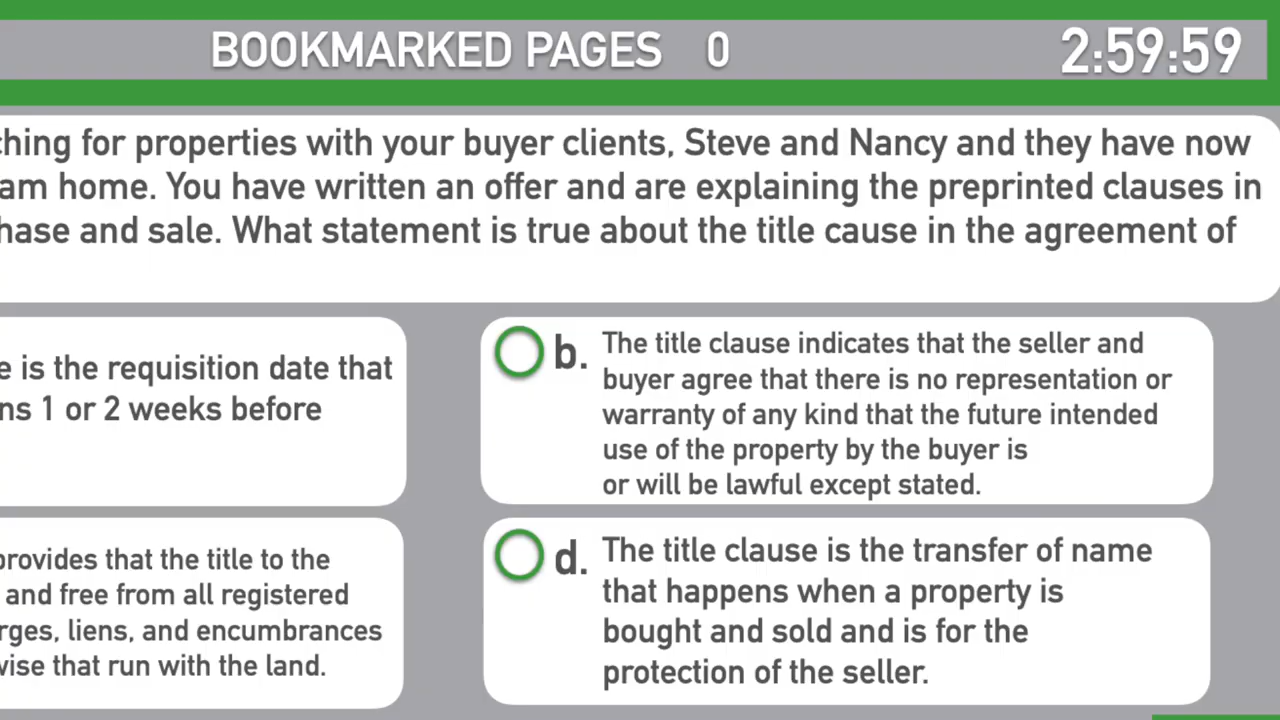 BOOKMARKED PAGES 0 2:59:59
ching for properties with your buyer clients, Steve and Nancy and they have now
am home. You have written an offer and are explaining the preprinted clauses in
hase and sale. What statement is true about the title cause in the agreement of
e is the requisition date that
ns 1 or 2 weeks before
b. The title clause indicates that the seller and
buyer agree that there is no representation or
warranty of any kind that the future intended
use of the property by the buyer is
or will be lawful except stated.
provides that the title to the
and free from all registered
rges, liens, and encumbrances
wise that run with the land.
d. The title clause is the transfer of name
that happens when a property is
bought and sold and is for the
protection of the seller.